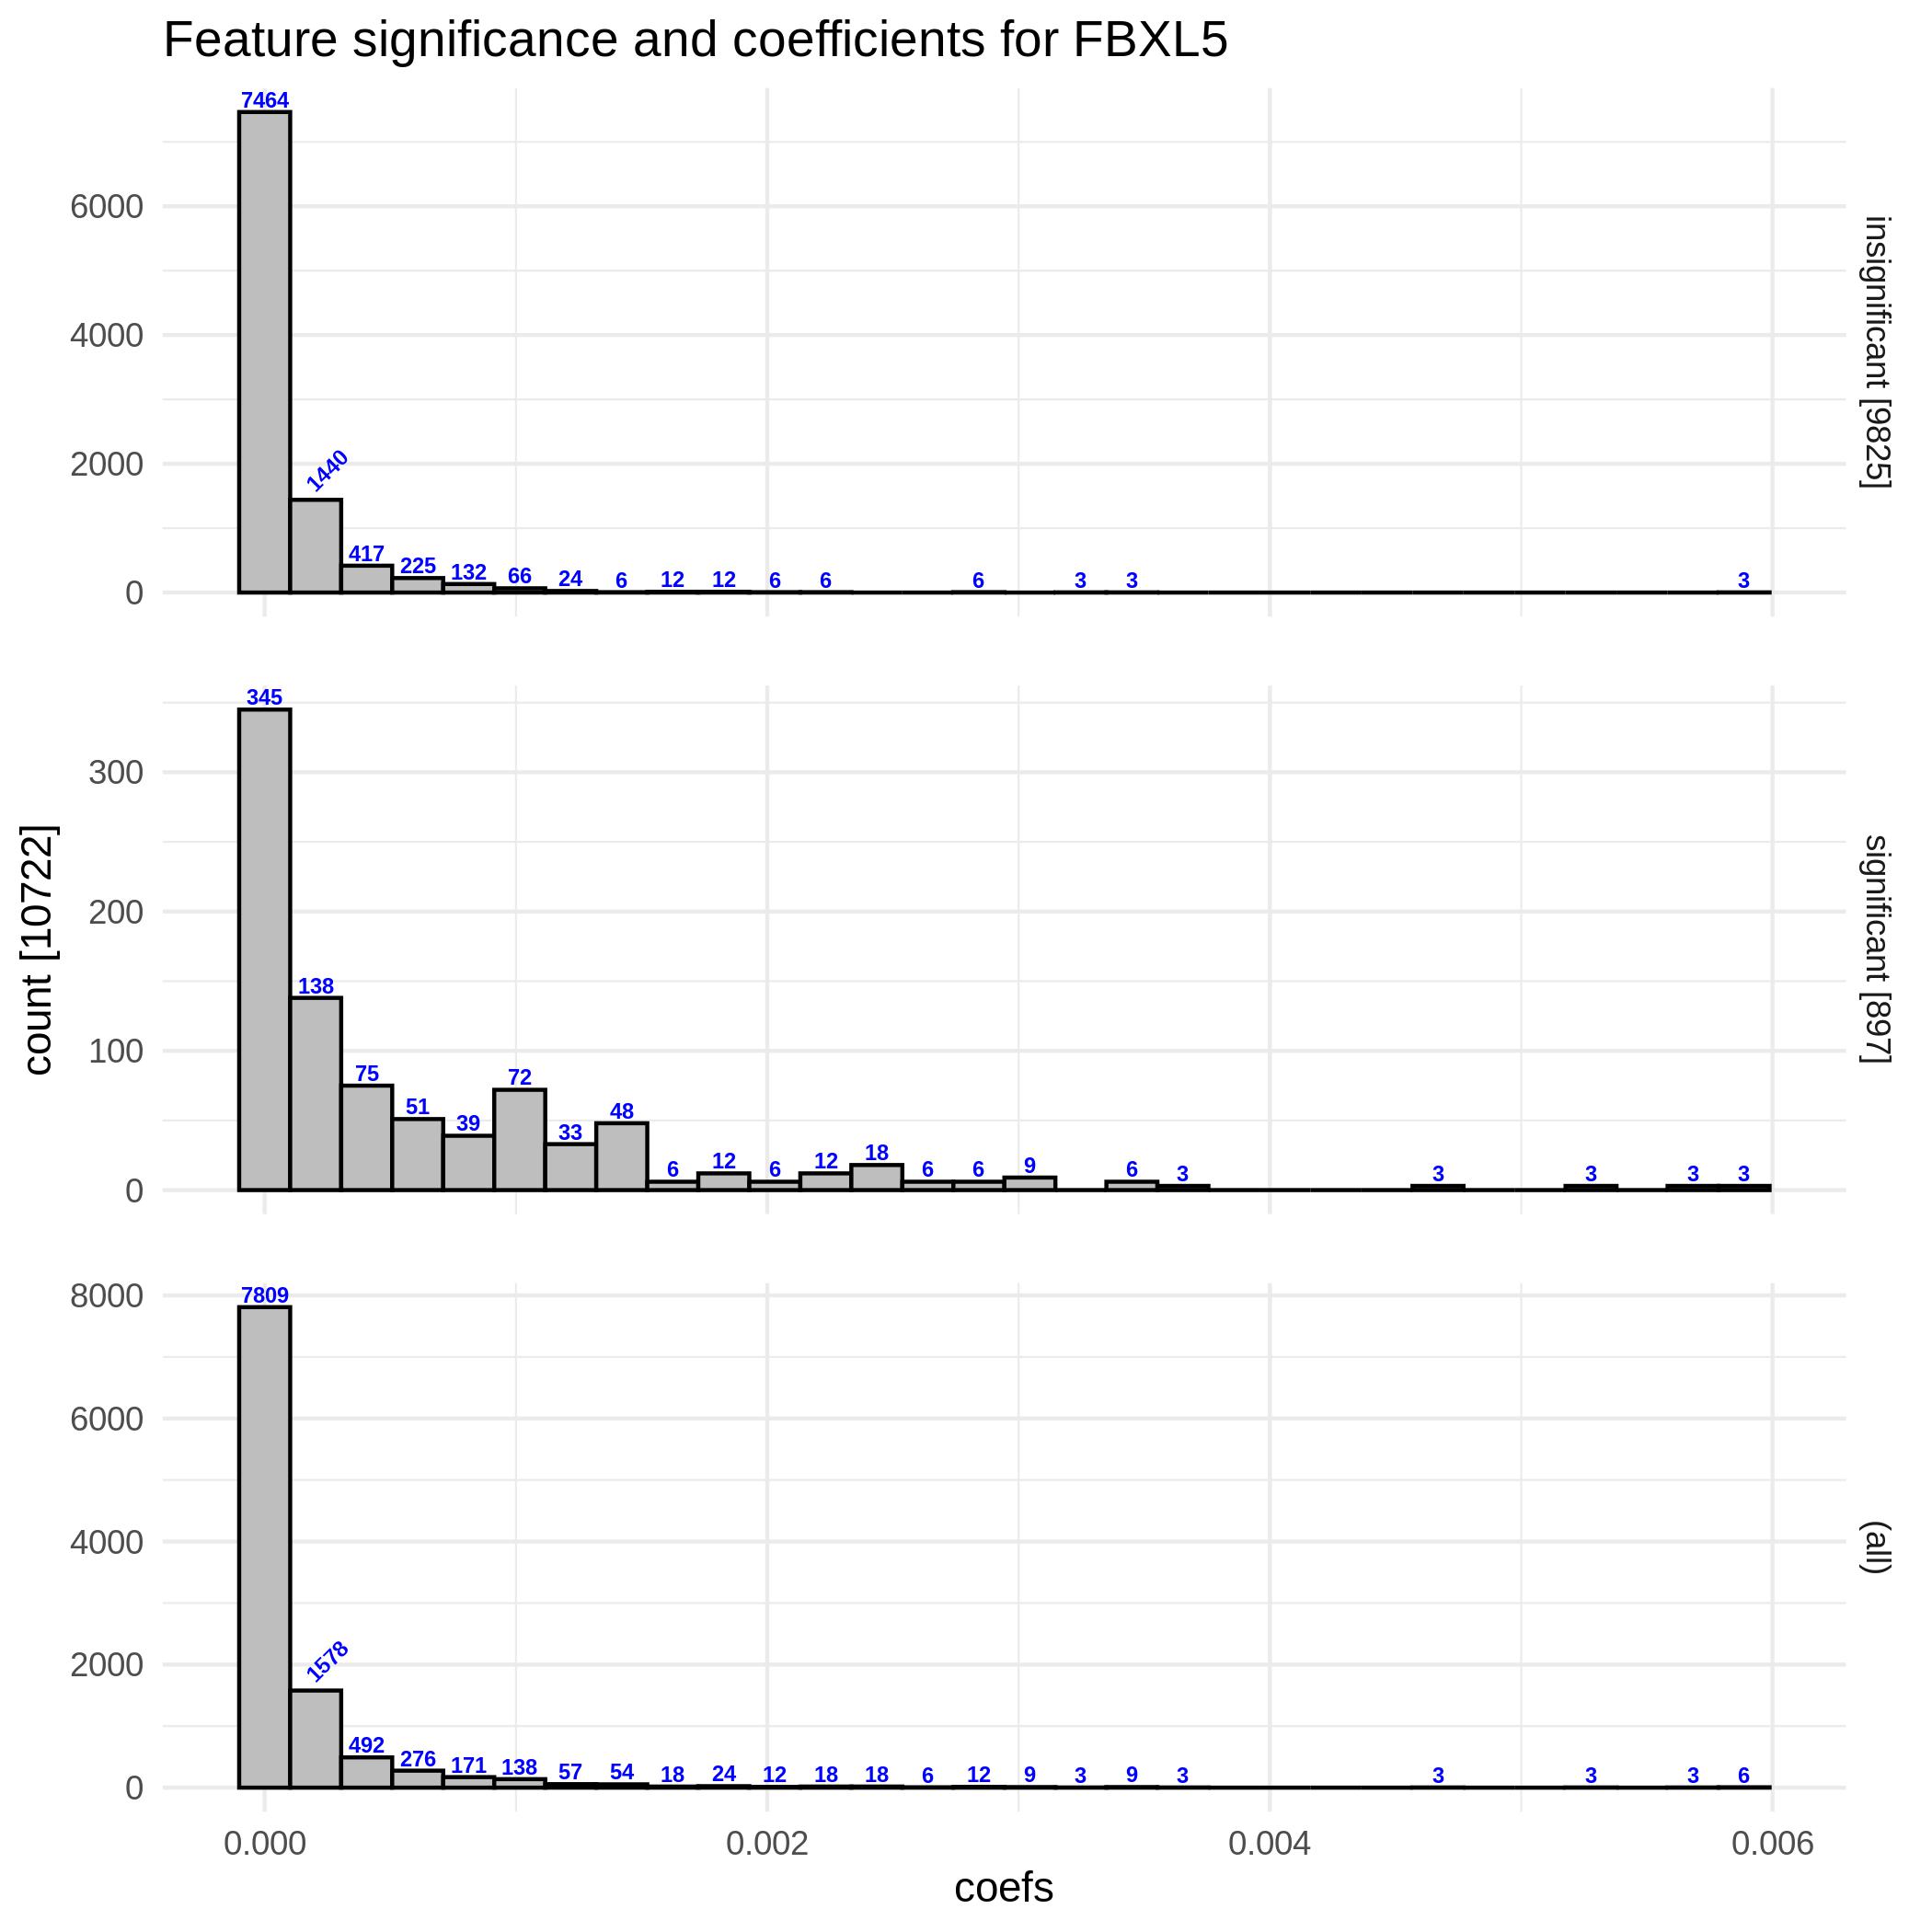 Feature significance and coefficients for FBXL5
7464
1440
417 225 132 66 24 6 12 12 6 6 6 3 3 3
6000
4000
2000
0
insignificant [9825]
345
138
75 51 39 72 33 48 6 12 6 12 18 6 6 9 6 3 3 3 3 3
300
200
100
0
significant [897]
count [10722]
7809
1578
492 276 171 138 57 54 18 24 12 18 18 6 12 9 3 9 3 3 3 3 6
8000
6000
4000
2000
0
(all)
0.000 0.002 0.004 0.006
coefs